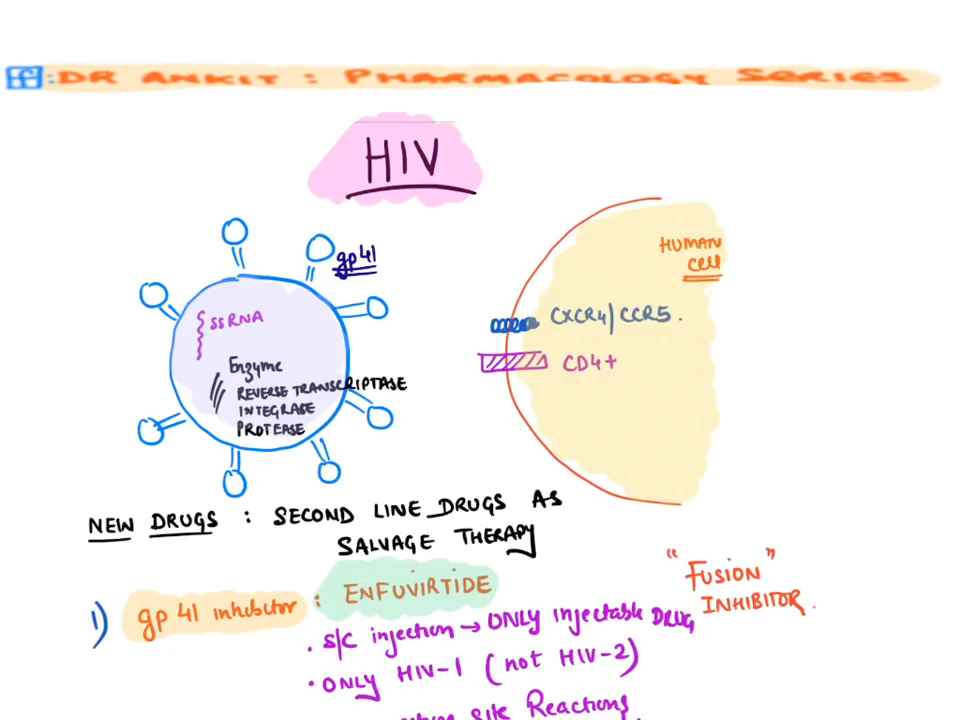 f: DR ANKIT : PHARMACOLOGY SERIES
HIV
gp41
SSRNA
Enzyme
REVERSE TRANSCRIPTASE
INTEGRASE
PROTEASE
HUMAN
CELL
CXCR4/CCR5.
CD4+
NEW DRUGS : SECOND LINE DRUGS AS
SALVAGE THERAPY
1) gp 41 inhibitor : ENFUVIRTIDE
"FUSION"
INHIBITOR.
• S/C injection → ONLY Injectable DRUG
• ONLY HIV-1 (not HIV-2)
site Reactions